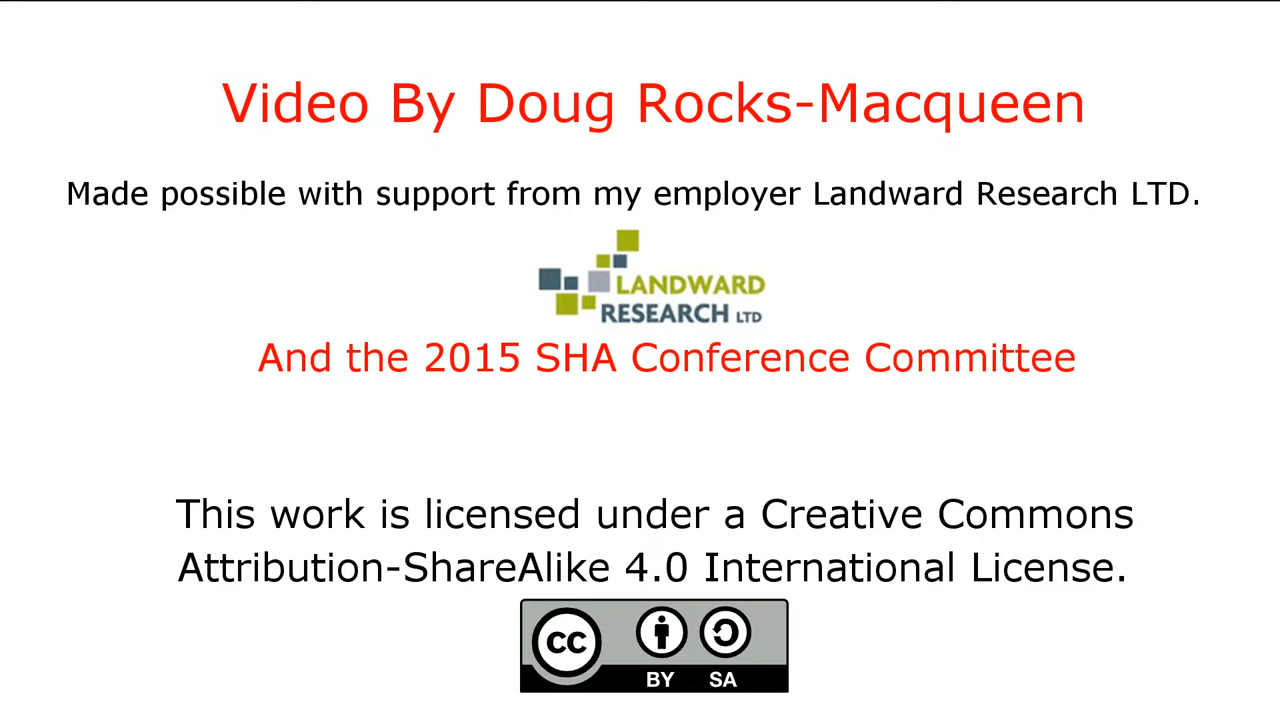 Video By Doug Rocks-Macqueen
Made possible with support from my employer Landward Research LTD.
LANDWARD
RESEARCH LTD
And the 2015 SHA Conference Committee
This work is licensed under a Creative Commons
Attribution-ShareAlike 4.0 International License.
CC
BY SA